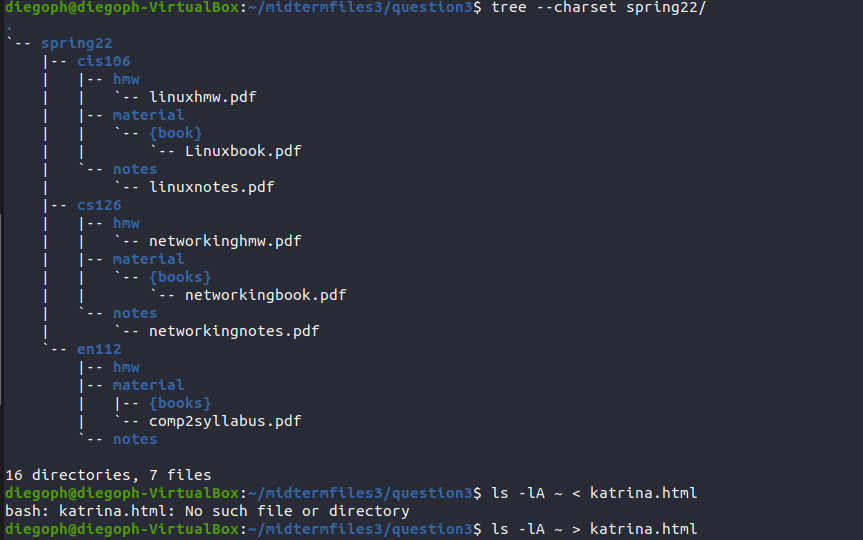 diegoph@diegoph-VirtualBox:~/midtermfiles3/question3$ tree --charset spring22/
.
`-- spring22
    |-- cis106
    |   |-- hmw
    |   |   `-- linuxhmw.pdf
    |   |-- material
    |   |   `-- {book}
    |   |       `-- Linuxbook.pdf
    |   `-- notes
    |       `-- linuxnotes.pdf
    |-- cs126
    |   |-- hmw
    |   |   `-- networkinghmw.pdf
    |   |-- material
    |   |   `-- {books}
    |   |       `-- networkingbook.pdf
    |   `-- notes
    |       `-- networkingnotes.pdf
    `-- en112
        |-- hmw
        |-- material
        |   |-- {books}
        |   `-- comp2syllabus.pdf
        `-- notes

16 directories, 7 files
diegoph@diegoph-VirtualBox:~/midtermfiles3/question3$ ls -lA ~ < katrina.html
bash: katrina.html: No such file or directory
diegoph@diegoph-VirtualBox:~/midtermfiles3/question3$ ls -lA ~ > katrina.html